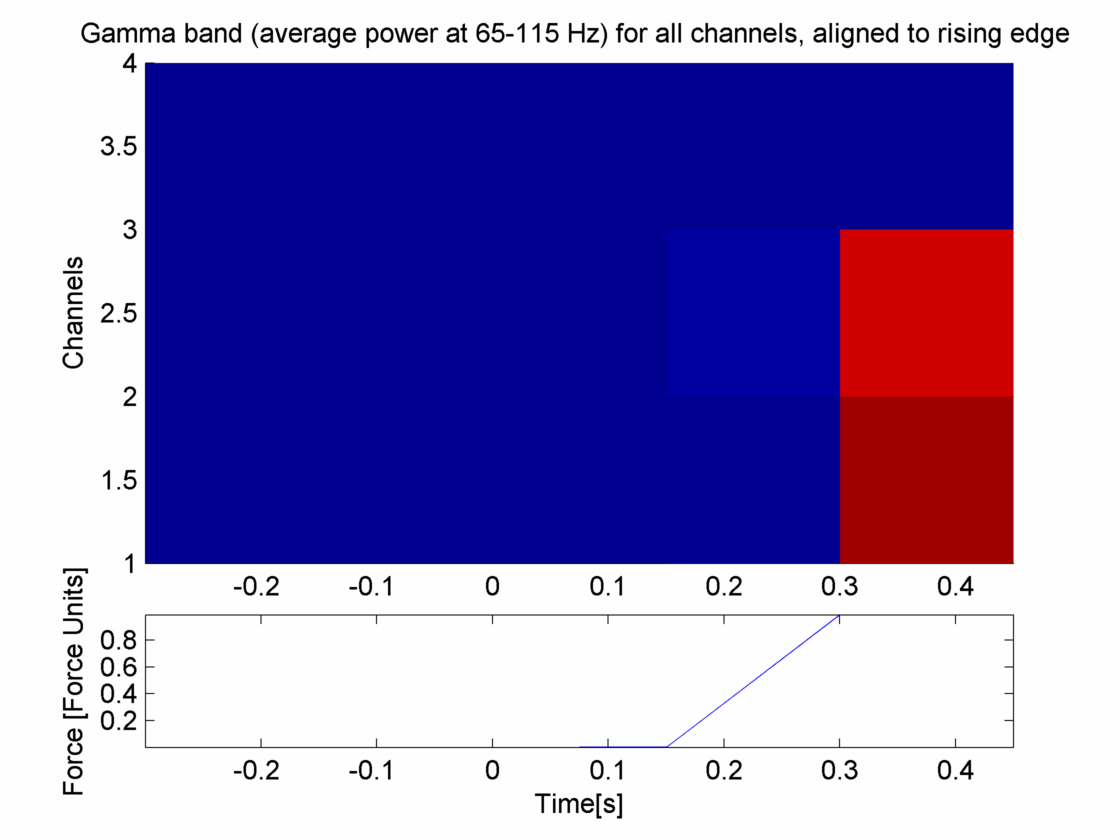 Gamma band (average power at 65-115 Hz) for all channels, aligned to rising edge
4
3.5
3
2.5
2
1.5
1
Channels
-0.2 -0.1 0 0.1 0.2 0.3 0.4
0.8
0.6
0.4
0.2
Force [Force Units]
-0.2 -0.1 0 0.1 0.2 0.3 0.4
Time[s]